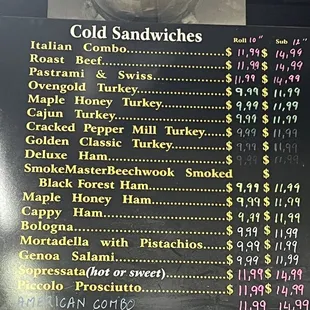 Cold Sandwiches Roll 10" Sub 12"
Italian Combo.....................$ 11,99 $ 14,99
Roast Beef.........................$ 11,99 $ 14,99
Pastrami & Swiss................$ 11,99 $ 14,99
Ovengold Turkey.................$ 9,99 $ 11,99
Maple Honey Turkey............$ 9,99 $ 11,99
Cajun Turkey......................$ 9,99 $ 11,99
Cracked Pepper Mill Turkey.....$ 9,99 $ 11,99
Golden Classic Turkey..........$ 9,99 $ 11,99
Deluxe Ham.......................$ 9,99 $ 11,99
SmokeMasterBeechwook Smoked $
Black Forest Ham................$ 9,99 $ 11,99
Maple Honey Ham...............$ 9,99 $ 11,99
Cappy Ham........................$ 9,99 $ 11,99
Bologna.............................$ 9,99 $ 11,99
Mortadella with Pistachios......$ 9,99 $ 11,99
Genoa Salami.....................$ 9,99 $ 11,99
Sopressata(hot or sweet)........$ 11,99 $ 14,99
Piccolo Prosciutto................$ 11,99 $ 14,99
AMERICAN COMBO 11,99 14,99